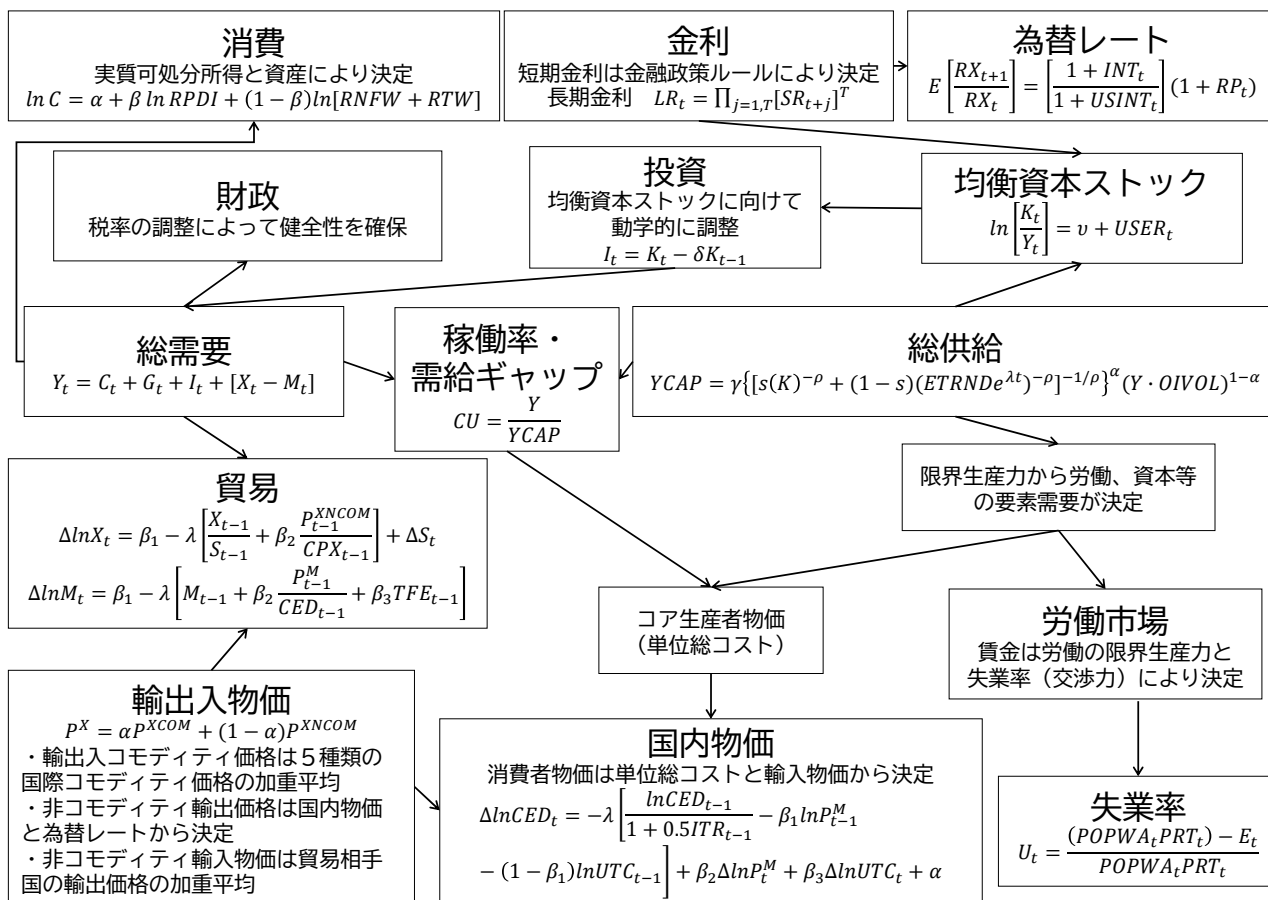 消費
実質可処分所得と資産により決定
ln C = α + β ln RPDI + (1 − β)ln[RNFW + RTW]
金利
短期金利は金融政策ルールにより決定
長期金利 LR_t = ∏_{j=1,T}[SR_{t+j}]^T
為替レート
E[RX_{t+1}/RX_t] = [(1 + INT_t)/(1 + USINT_t)](1 + RP_t)
財政
税率の調整によって健全性を確保
投資
均衡資本ストックに向けて
動学的に調整
I_t = K_t − δK_{t−1}
均衡資本ストック
ln[K_t/Y_t] = υ + USER_t
総需要
Y_t = C_t + G_t + I_t + [X_t − M_t]
稼働率・
需給ギャップ
CU = Y/YCAP
総供給
YCAP = γ{[s(K)^{−ρ} + (1 − s)(ETRNDe^{λt})^{−ρ}]^{−1/ρ}}^α (Y · OIVOL)^{1−α}
貿易
ΔlnX_t = β_1 − λ[X_{t−1}/S_{t−1} + β_2 P^{XNCOM}_{t−1}/CPX_{t−1}] + ΔS_t
ΔlnM_t = β_1 − λ[M_{t−1} + β_2 P^M_{t−1}/CED_{t−1} + β_3TFE_{t−1}]
限界生産力から労働、資本等
の要素需要が決定
コア生産者物価
（単位総コスト）
労働市場
賃金は労働の限界生産力と
失業率（交渉力）により決定
輸出入物価
P^X = αP^{XCOM} + (1 − α)P^{XNCOM}
・輸出入コモディティ価格は５種類の
国際コモディティ価格の加重平均
・非コモディティ輸出価格は国内物価
と為替レートから決定
・非コモディティ輸入物価は貿易相手
国の輸出価格の加重平均
国内物価
消費者物価は単位総コストと輸入物価から決定
ΔlnCED_t = −λ[lnCED_{t−1}/(1 + 0.5ITR_{t−1}) − β_1lnP^M_{t−1}
− (1 − β_1)lnUTC_{t−1}] + β_2ΔlnP^M_t + β_3ΔlnUTC_t + α
失業率
U_t = ((POPWA_tPRT_t) − E_t)/(POPWA_tPRT_t)